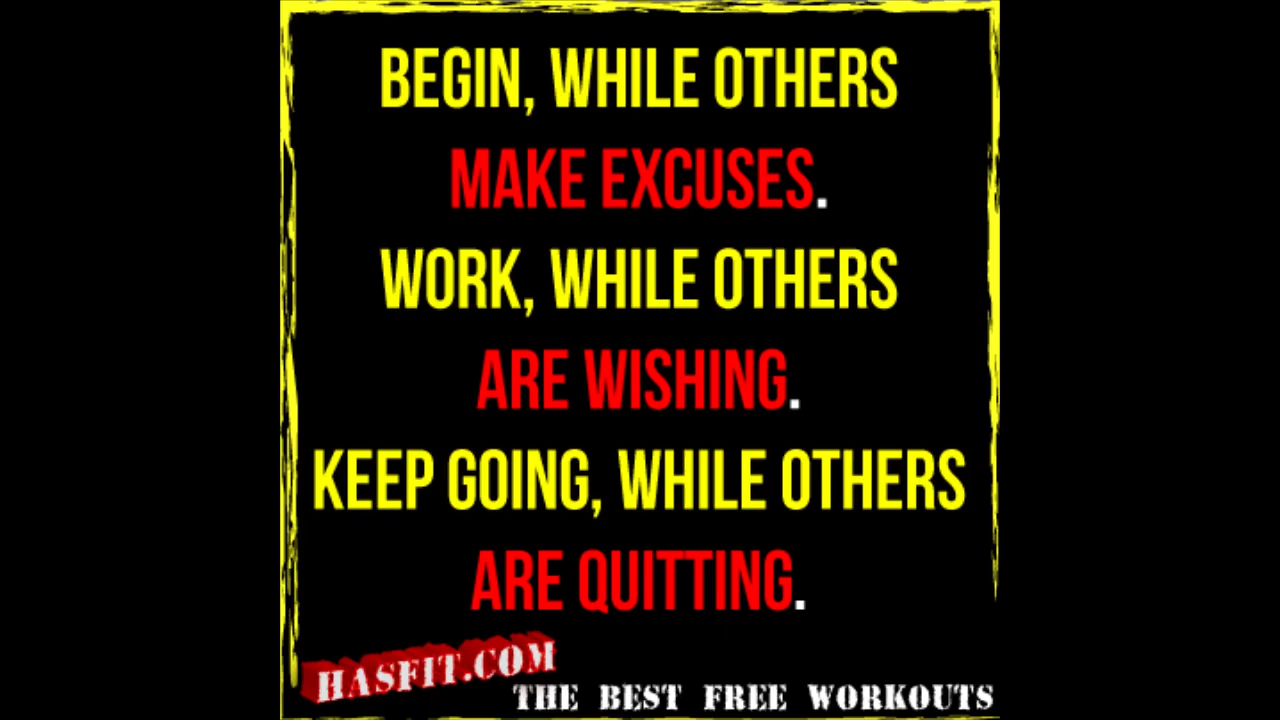 BEGIN, WHILE OTHERS
MAKE EXCUSES.
WORK, WHILE OTHERS
ARE WISHING.
KEEP GOING, WHILE OTHERS
ARE QUITTING.
HASFIT.COM
THE BEST FREE WORKOUTS